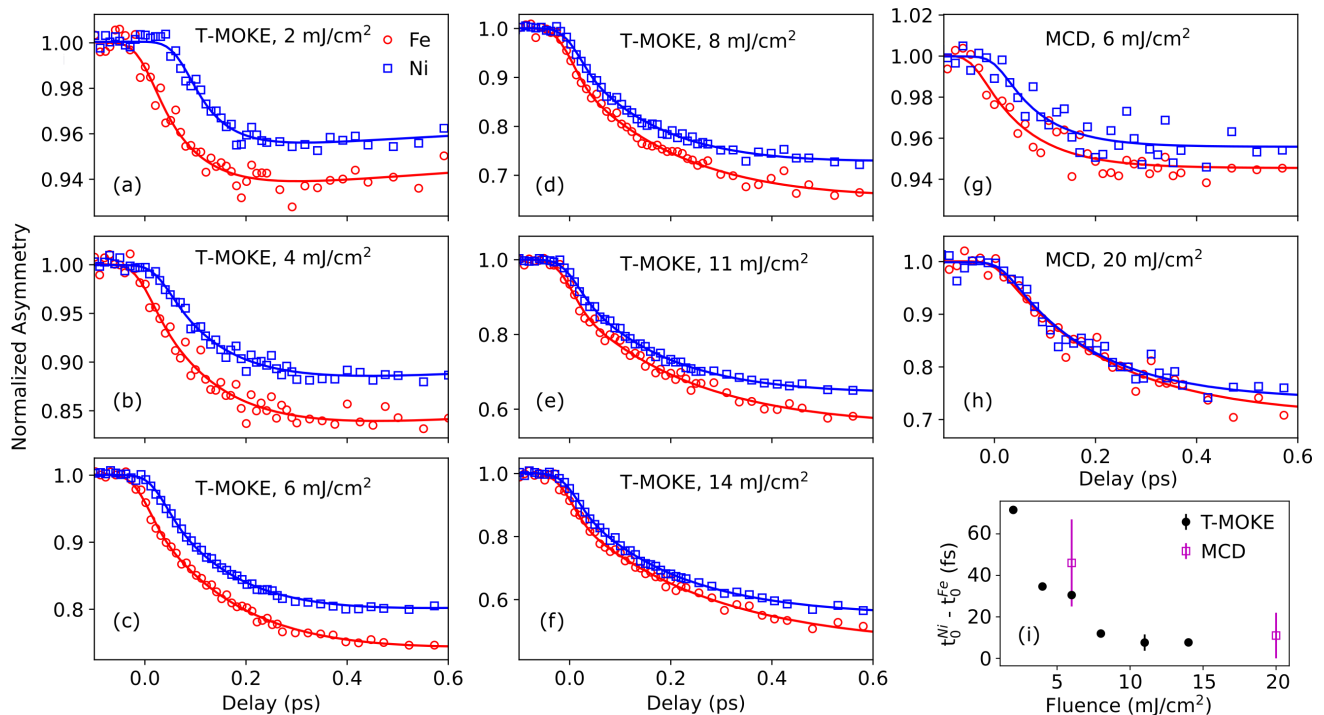 Normalized Asymmetry
T-MOKE, 2 mJ/cm²
Fe
Ni
1.00
0.98
0.96
0.94
(a)
T-MOKE, 4 mJ/cm²
1.00
0.95
0.90
0.85
(b)
T-MOKE, 6 mJ/cm²
1.0
0.9
0.8
(c)
0.0 0.2 0.4 0.6
Delay (ps)
T-MOKE, 8 mJ/cm²
1.0
0.9
0.8
0.7
(d)
T-MOKE, 11 mJ/cm²
1.0
0.8
0.6
(e)
T-MOKE, 14 mJ/cm²
1.0
0.8
0.6
(f)
0.0 0.2 0.4 0.6
Delay (ps)
MCD, 6 mJ/cm²
1.02
1.00
0.98
0.96
0.94
(g)
MCD, 20 mJ/cm²
1.0
0.9
0.8
0.7
(h)
0.0 0.2 0.4 0.6
Delay (ps)
t₀ᴺⁱ - t₀ᶠᵉ (fs)
60
40
20
0
T-MOKE
MCD
(i)
5 10 15 20
Fluence (mJ/cm²)